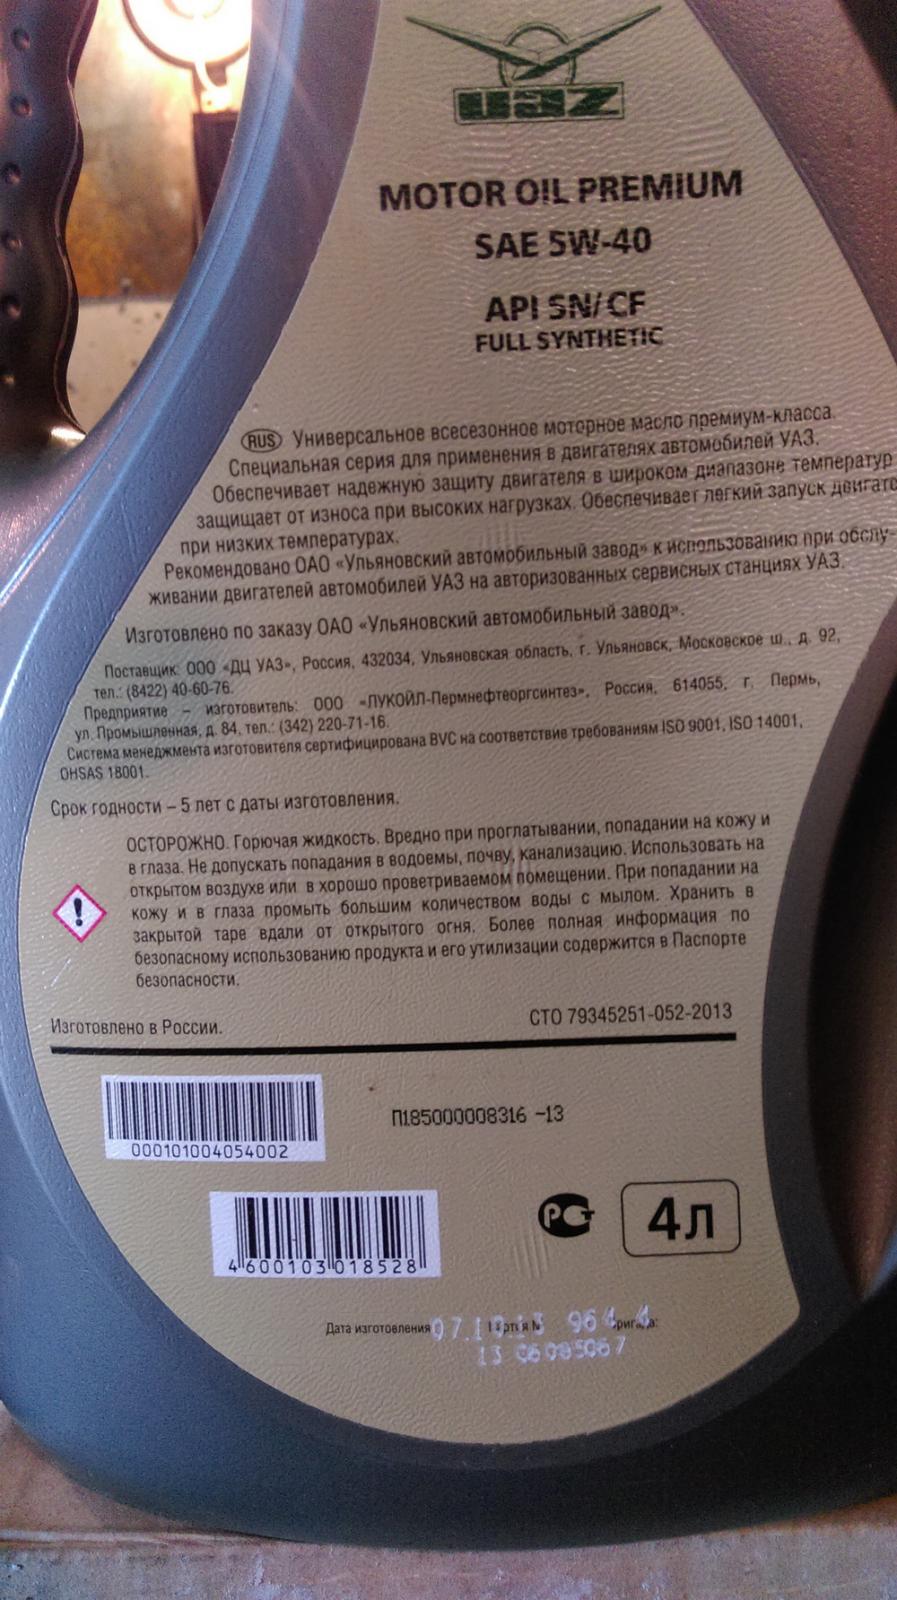 uaz
MOTOR OIL PREMIUM
SAE 5W-40
API SN/CF
FULL SYNTHETIC
RUS Универсальное всесезонное моторное масло премиум-класса.
Специальная серия для применения в двигателях автомобилей УАЗ.
Обеспечивает надежную защиту двигателя в широком диапазоне температур
защищает от износа при высоких нагрузках. Обеспечивает легкий запуск двигате
при низких температурах.
Рекомендовано ОАО «Ульяновский автомобильный завод» к использованию при обслу-
живании двигателей автомобилей УАЗ на авторизованных сервисных станциях УАЗ.
Изготовлено по заказу ОАО «Ульяновский автомобильный завод».
Поставщик: ООО «ДЦ УАЗ», Россия, 432034, Ульяновская область, г. Ульяновск, Московское ш., д. 92,
тел.: (8422) 40-60-76.
Предприятие – изготовитель: ООО «ЛУКОЙЛ-Пермнефтеоргсинтез», Россия, 614055, г. Пермь,
ул. Промышленная, д. 84, тел.: (342) 220-71-16.
Система менеджмента изготовителя сертифицирована BVC на соответствие требованиям ISO 9001, ISO 14001,
OHSAS 18001.
Срок годности – 5 лет с даты изготовления.
ОСТОРОЖНО. Горючая жидкость. Вредно при проглатывании, попадании на кожу и
в глаза. Не допускать попадания в водоемы, почву, канализацию. Использовать на
открытом воздухе или в хорошо проветриваемом помещении. При попадании на
кожу и в глаза промыть большим количеством воды с мылом. Хранить в
закрытой таре вдали от открытого огня. Более полная информация по
безопасному использованию продукта и его утилизации содержится в Паспорте
безопасности.
Изготовлено в России.
СТО 79345251-052-2013
000101004054002
П185000008316 -13
4 600103 018528
РСТ
4л
Дата изготовления